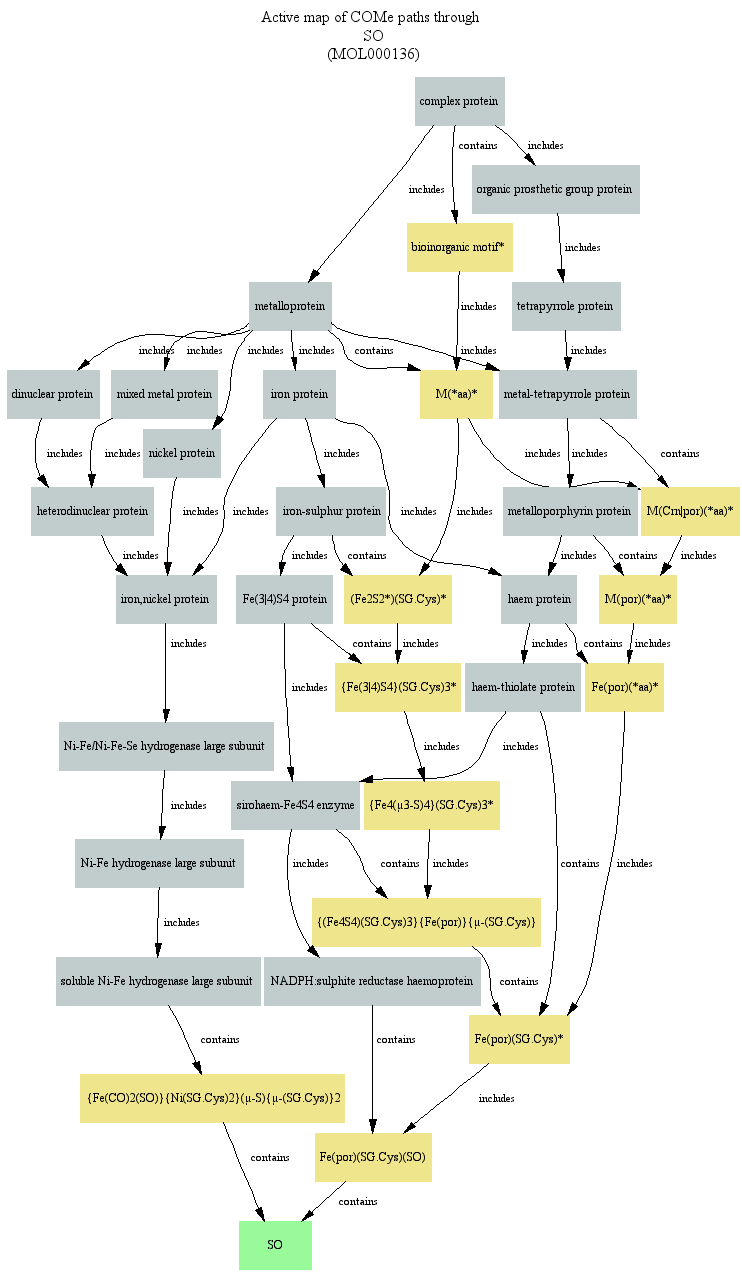 Active map of COMe paths through
SO
(MOL000136)
complex protein
contains
includes
includes
organic prosthetic group protein
bioinorganic motif*
includes
metalloprotein
includes
tetrapyrrole protein
includes
includes
includes
includes
contains
includes
includes
dinuclear protein
mixed metal protein
iron protein
M(*aa)*
metal-tetrapyrrole protein
nickel protein
includes
includes
includes
includes
includes
contains
heterodinuclear protein
iron-sulphur protein
metalloporphyrin protein
M(Crn|por)(*aa)*
includes
includes
includes
includes
includes
includes
contains
includes
contains
includes
iron,nickel protein
Fe(3|4)S4 protein
(Fe2S2*)(SG.Cys)*
haem protein
M(por)(*aa)*
includes
contains
includes
includes
contains
includes
{Fe(3|4)S4}(SG.Cys)3*
haem-thiolate protein
Fe(por)(*aa)*
includes
Ni-Fe/Ni-Fe-Se hydrogenase large subunit
includes
includes
includes
sirohaem-Fe4S4 enzyme
{Fe4(μ3-S)4}(SG.Cys)3*
Ni-Fe hydrogenase large subunit
includes
contains
includes
contains
includes
includes
{(Fe4S4)(SG.Cys)3}{Fe(por)}{μ-(SG.Cys)}
soluble Ni-Fe hydrogenase large subunit
NADPH:sulphite reductase haemoprotein
contains
contains
contains
Fe(por)(SG.Cys)*
{Fe(CO)2(SO)}{Ni(SG.Cys)2}(μ-S){μ-(SG.Cys)}2
includes
contains
Fe(por)(SG.Cys)(SO)
contains
SO